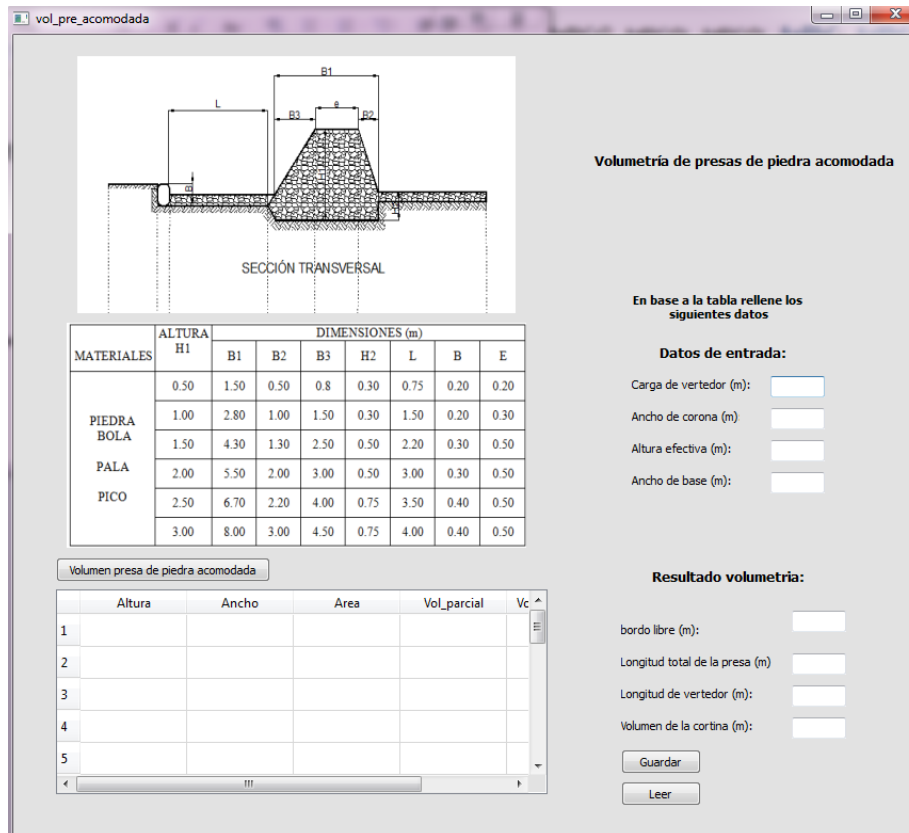 vol_pre_acomodada
B1
L
e
B3
B2
B
SECCIÓN TRANSVERSAL
Volumetría de presas de piedra acomodada
En base a la tabla rellene los
siguientes datos
Datos de entrada:
Carga de vertedor (m):
Ancho de corona (m)
Altura efectiva (m):
Ancho de base (m):
MATERIALES ALTURA H1 DIMENSIONES (m)
B1 B2 B3 H2 L B E
PIEDRA
BOLA
PALA
PICO
0.50 1.50 0.50 0.8 0.30 0.75 0.20 0.20
1.00 2.80 1.00 1.50 0.30 1.50 0.20 0.30
1.50 4.30 1.30 2.50 0.50 2.20 0.30 0.50
2.00 5.50 2.00 3.00 0.50 3.00 0.30 0.50
2.50 6.70 2.20 4.00 0.75 3.50 0.40 0.50
3.00 8.00 3.00 4.50 0.75 4.00 0.40 0.50
Volumen presa de piedra acomodada
Altura Ancho Area Vol_parcial Vc
1
2
3
4
5
Resultado volumetria:
bordo libre (m):
Longitud total de la presa (m)
Longitud de vertedor (m):
Volumen de la cortina (m):
Guardar
Leer